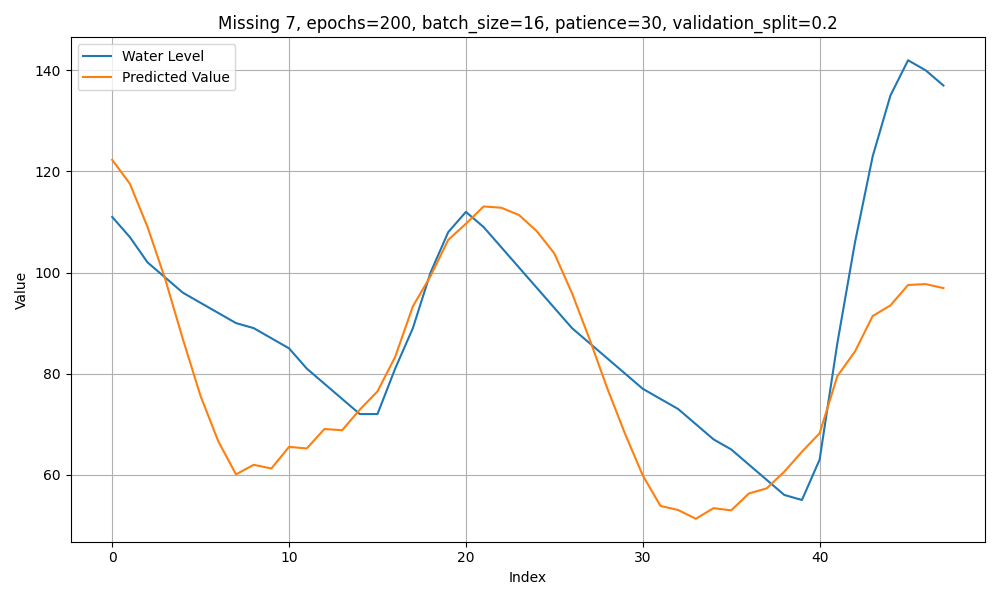 Missing 7, epochs=200, batch_size=16, patience=30, validation_split=0.2
Water Level
Predicted Value
140
120
100
80
60
Value
0 10 20 30 40
Index